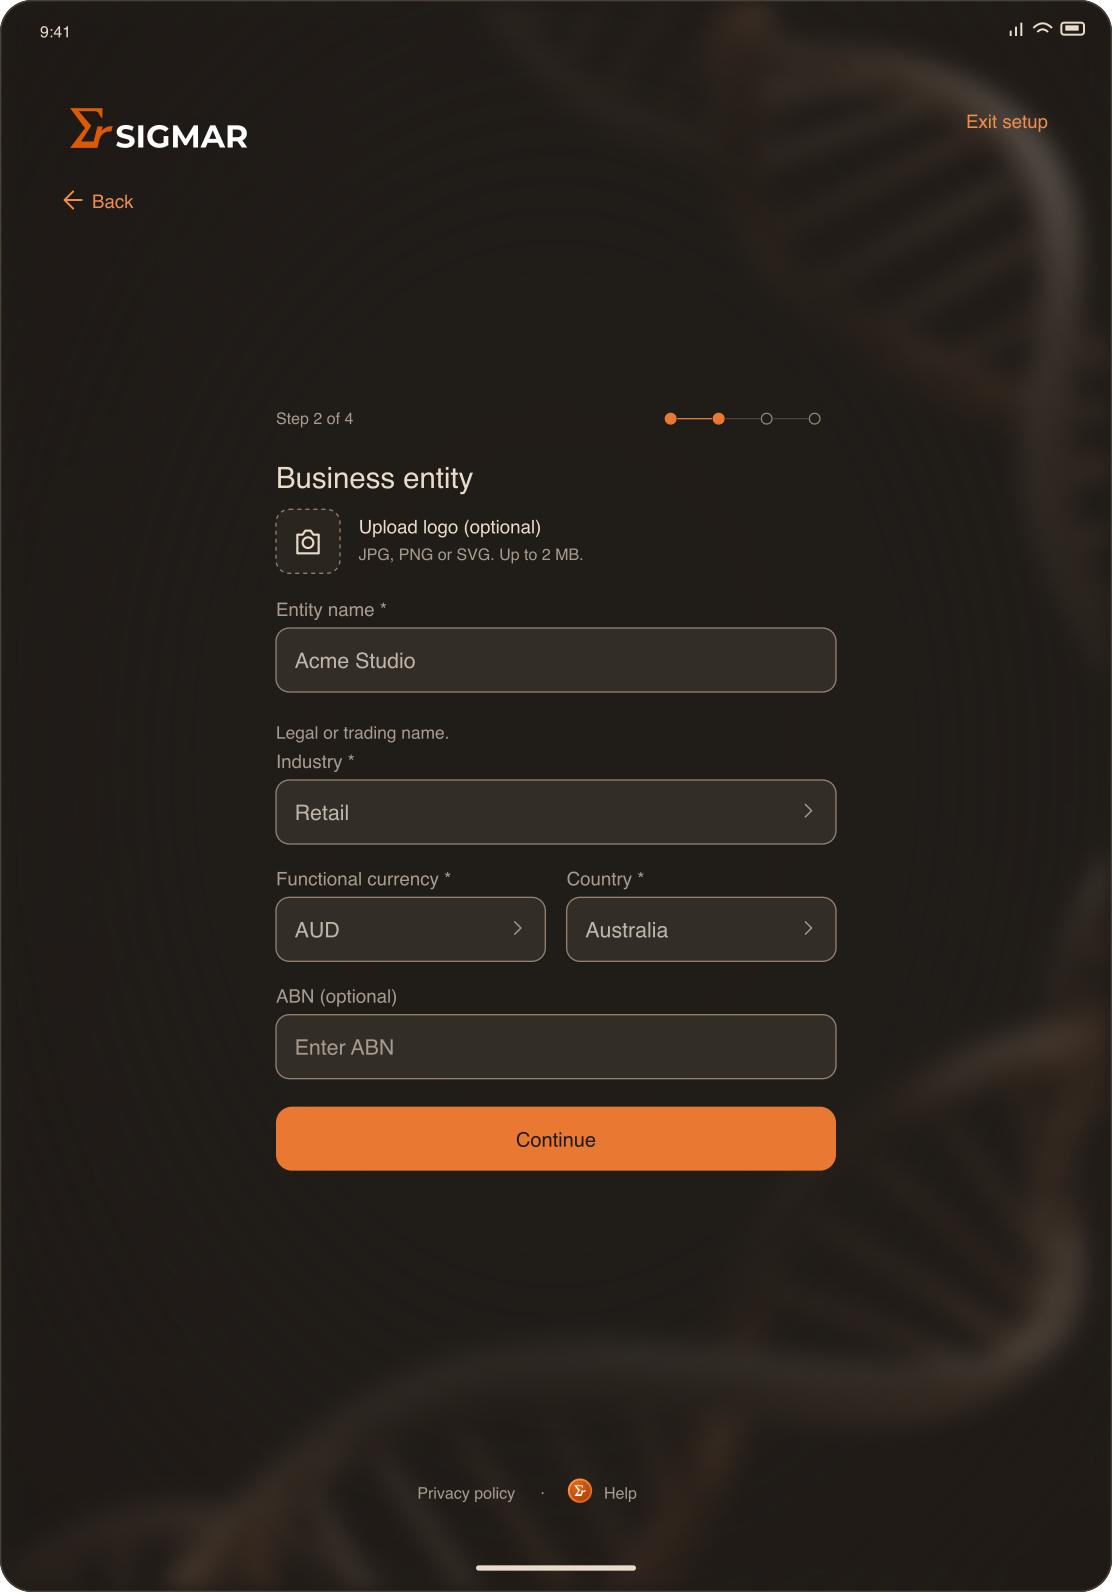 9:41
SIGMAR
Exit setup
Back
Step 2 of 4
Business entity
Upload logo (optional)
JPG, PNG or SVG. Up to 2 MB.
Entity name *
Acme Studio
Legal or trading name.
Industry *
Retail
Functional currency * Country *
AUD Australia
ABN (optional)
Enter ABN
Continue
Privacy policy · Help